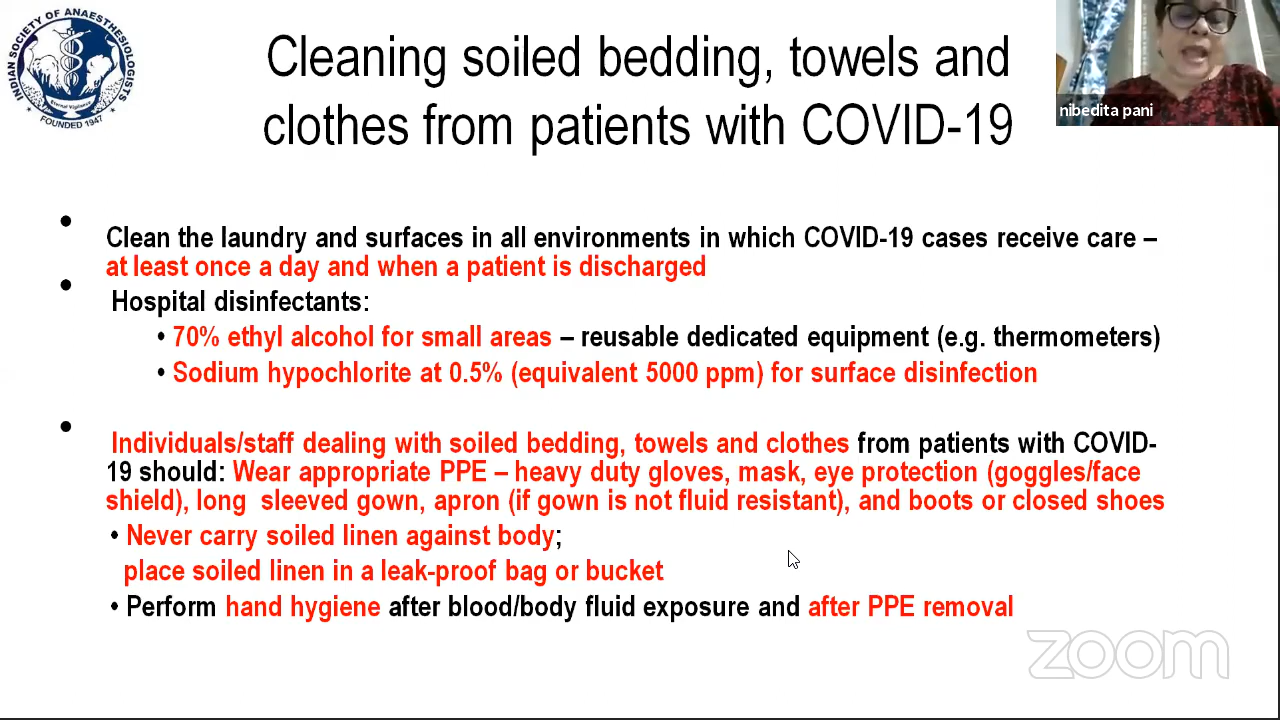 INDIAN SOCIETY OF ANAESTHESIOLOGISTS
Eternal Vigilance
FOUNDED 1947
Cleaning soiled bedding, towels and
clothes from patients with COVID-19
nibedita pani
• Clean the laundry and surfaces in all environments in which COVID-19 cases receive care –
at least once a day and when a patient is discharged
• Hospital disinfectants:
• 70% ethyl alcohol for small areas – reusable dedicated equipment (e.g. thermometers)
• Sodium hypochlorite at 0.5% (equivalent 5000 ppm) for surface disinfection
• Individuals/staff dealing with soiled bedding, towels and clothes from patients with COVID-
19 should: Wear appropriate PPE – heavy duty gloves, mask, eye protection (goggles/face
shield), long sleeved gown, apron (if gown is not fluid resistant), and boots or closed shoes
• Never carry soiled linen against body;
place soiled linen in a leak-proof bag or bucket
• Perform hand hygiene after blood/body fluid exposure and after PPE removal
zoom